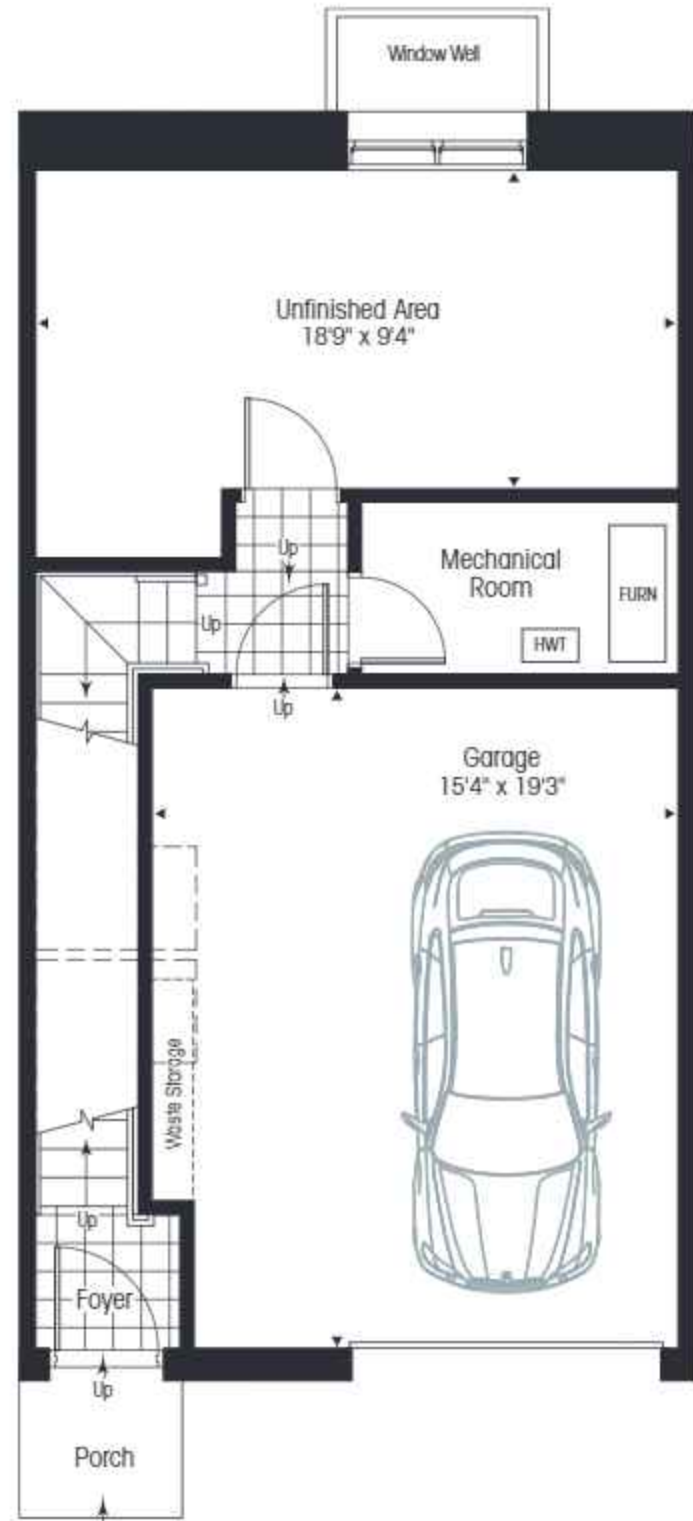 Window Well
Unfinished Area
18'9" x 9'4"
Up
Mechanical
Room
FURN
Up
HWT
Up
Garage
15'4" x 19'3"
Waste Storage
Up
Foyer
Up
Porch